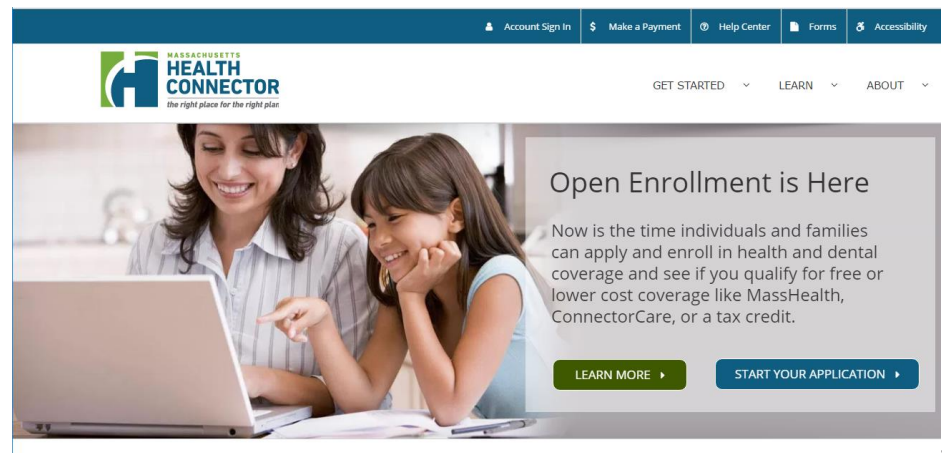 Account Sign In
$ Make a Payment
Help Center
Forms
Accessibility
MASSACHUSETTS
HEALTH
CONNECTOR
the right place for the right plan
GET STARTED
LEARN
ABOUT
Open Enrollment is Here
Now is the time individuals and families
can apply and enroll in health and dental
coverage and see if you qualify for free or
lower cost coverage like MassHealth,
ConnectorCare, or a tax credit.
LEARN MORE
START YOUR APPLICATION